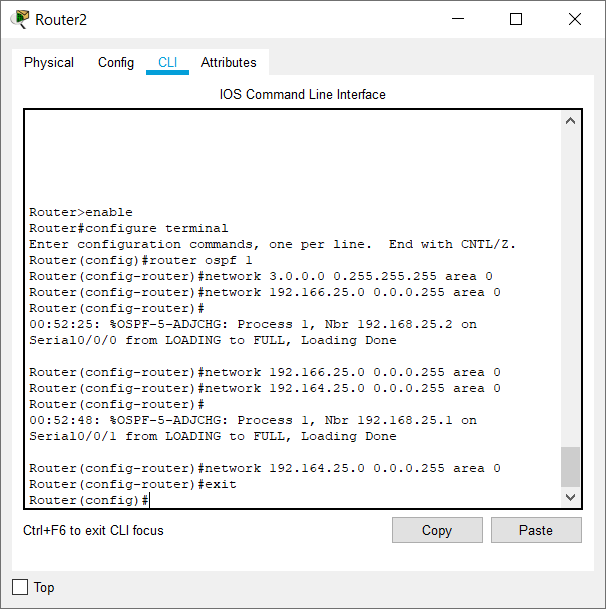 Router2
Physical Config CLI Attributes
IOS Command Line Interface
Router>enable
Router#configure terminal
Enter configuration commands, one per line.  End with CNTL/Z.
Router(config)#router ospf 1
Router(config-router)#network 3.0.0.0 0.255.255.255 area 0
Router(config-router)#network 192.166.25.0 0.0.0.255 area 0
Router(config-router)#
00:52:25: %OSPF-5-ADJCHG: Process 1, Nbr 192.168.25.2 on
Serial0/0/0 from LOADING to FULL, Loading Done
Router(config-router)#network 192.166.25.0 0.0.0.255 area 0
Router(config-router)#network 192.164.25.0 0.0.0.255 area 0
Router(config-router)#
00:52:48: %OSPF-5-ADJCHG: Process 1, Nbr 192.168.25.1 on
Serial0/0/1 from LOADING to FULL, Loading Done
Router(config-router)#network 192.164.25.0 0.0.0.255 area 0
Router(config-router)#exit
Router(config)#
Ctrl+F6 to exit CLI focus Copy Paste
Top